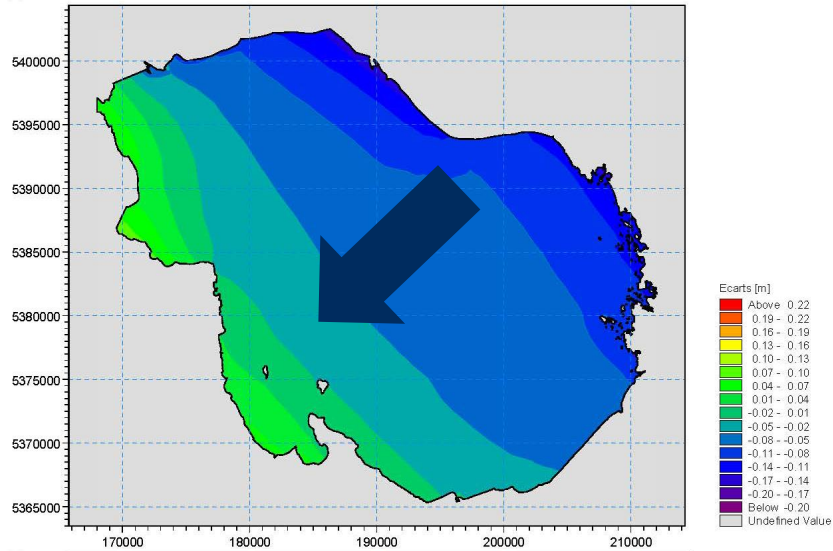 5400000
5395000
5390000
5385000
5380000
5375000
5370000
5365000
170000 180000 190000 200000 210000
Ecarts [m]
Above 0.22
0.19 - 0.22
0.16 - 0.19
0.13 - 0.16
0.10 - 0.13
0.07 - 0.10
0.04 - 0.07
0.01 - 0.04
-0.02 - 0.01
-0.05 - -0.02
-0.08 - -0.05
-0.11 - -0.08
-0.14 - -0.11
-0.17 - -0.14
-0.20 - -0.17
Below -0.20
Undefined Value